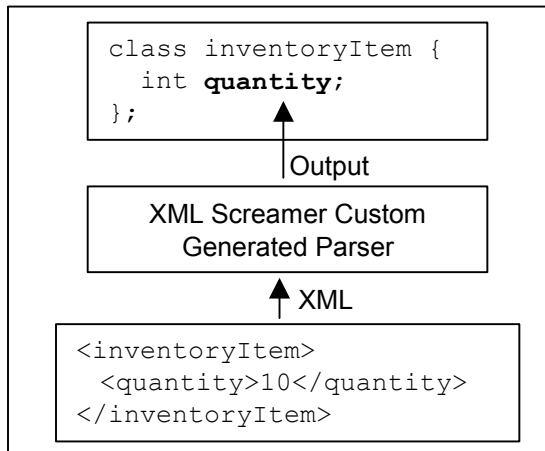 class inventoryItem {
int quantity;
};
Output
XML Screamer Custom
Generated Parser
XML
<inventoryItem>
<quantity>10</quantity>
</inventoryItem>